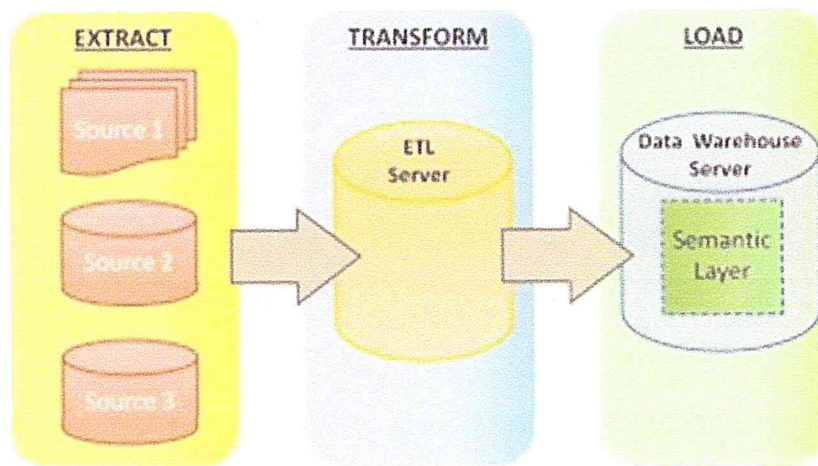 EXTRACT
Source 1
Source 2
Source 3
TRANSFORM
ETL
Server
LOAD
Data Warehouse
Server
Semantic
Layer